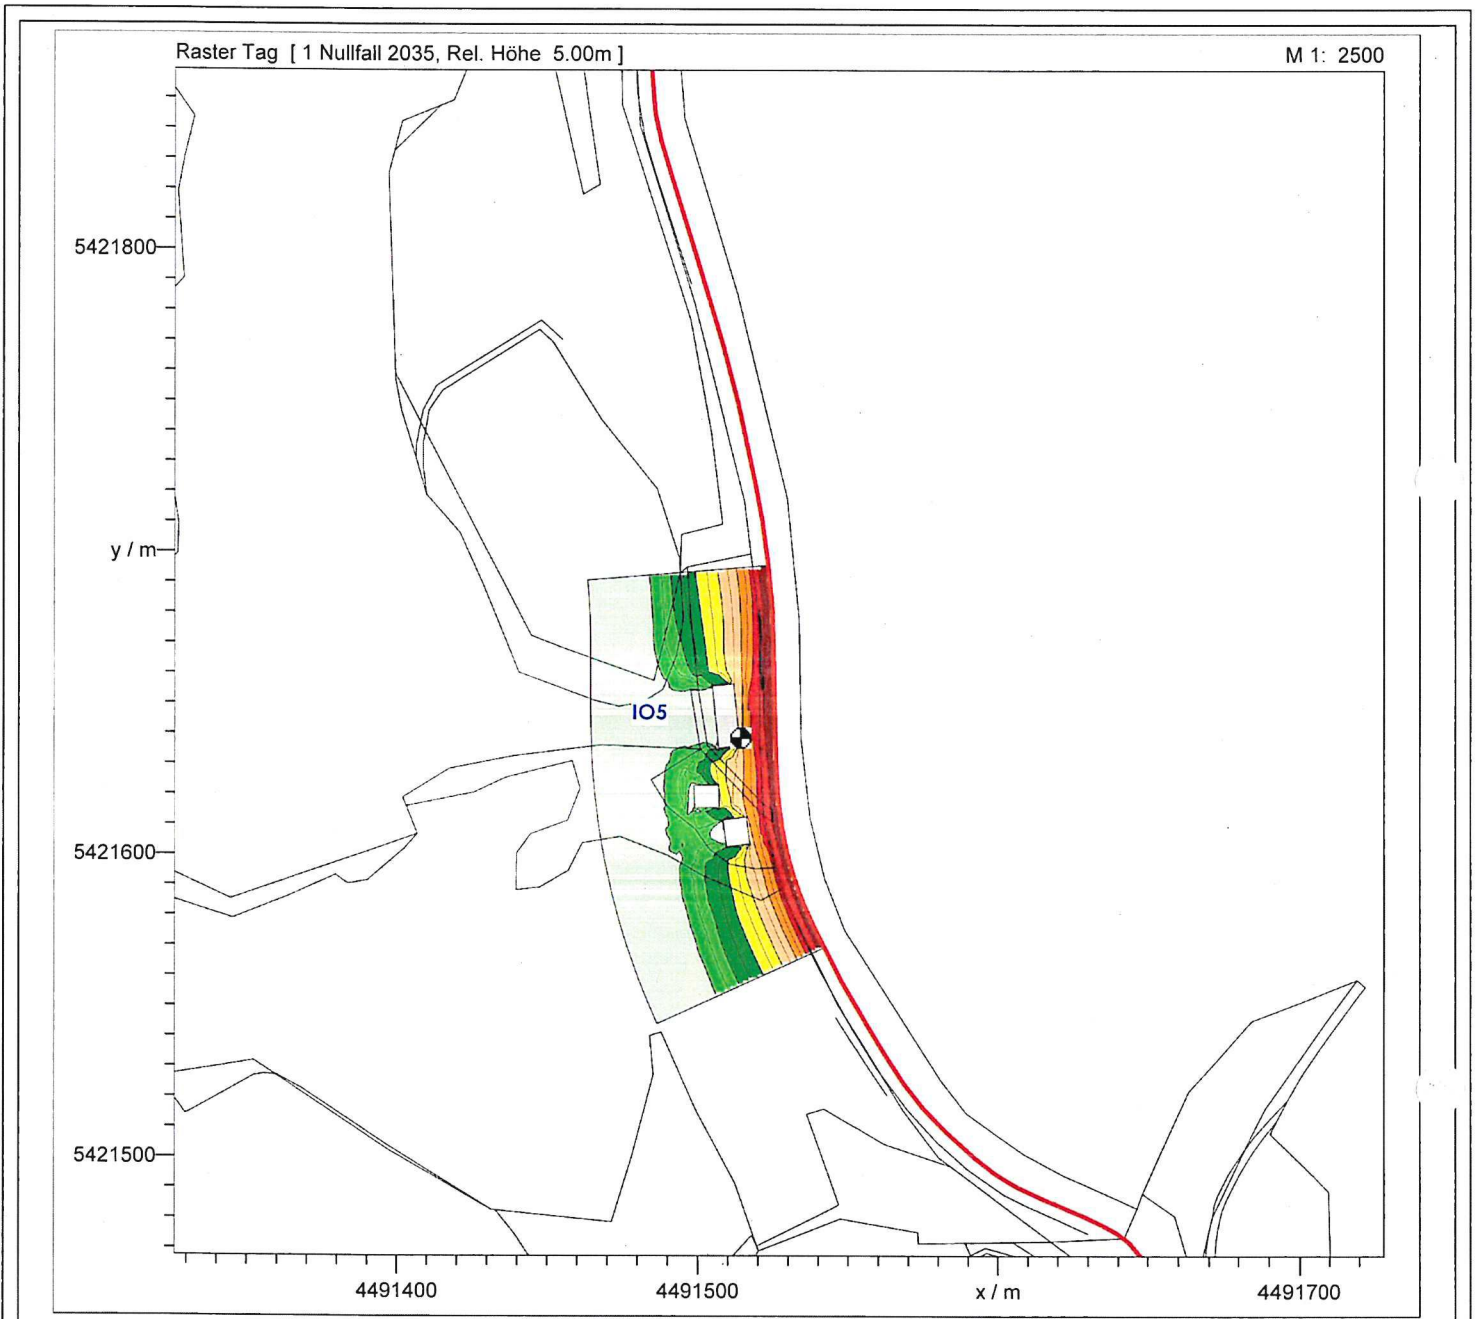 Raster Tag [ 1 Nullfall 2035, Rel. Höhe 5.00m ]
M 1: 2500
5421800
y / m
IO5
5421600
5421500
4491400
4491500
x / m
4491700